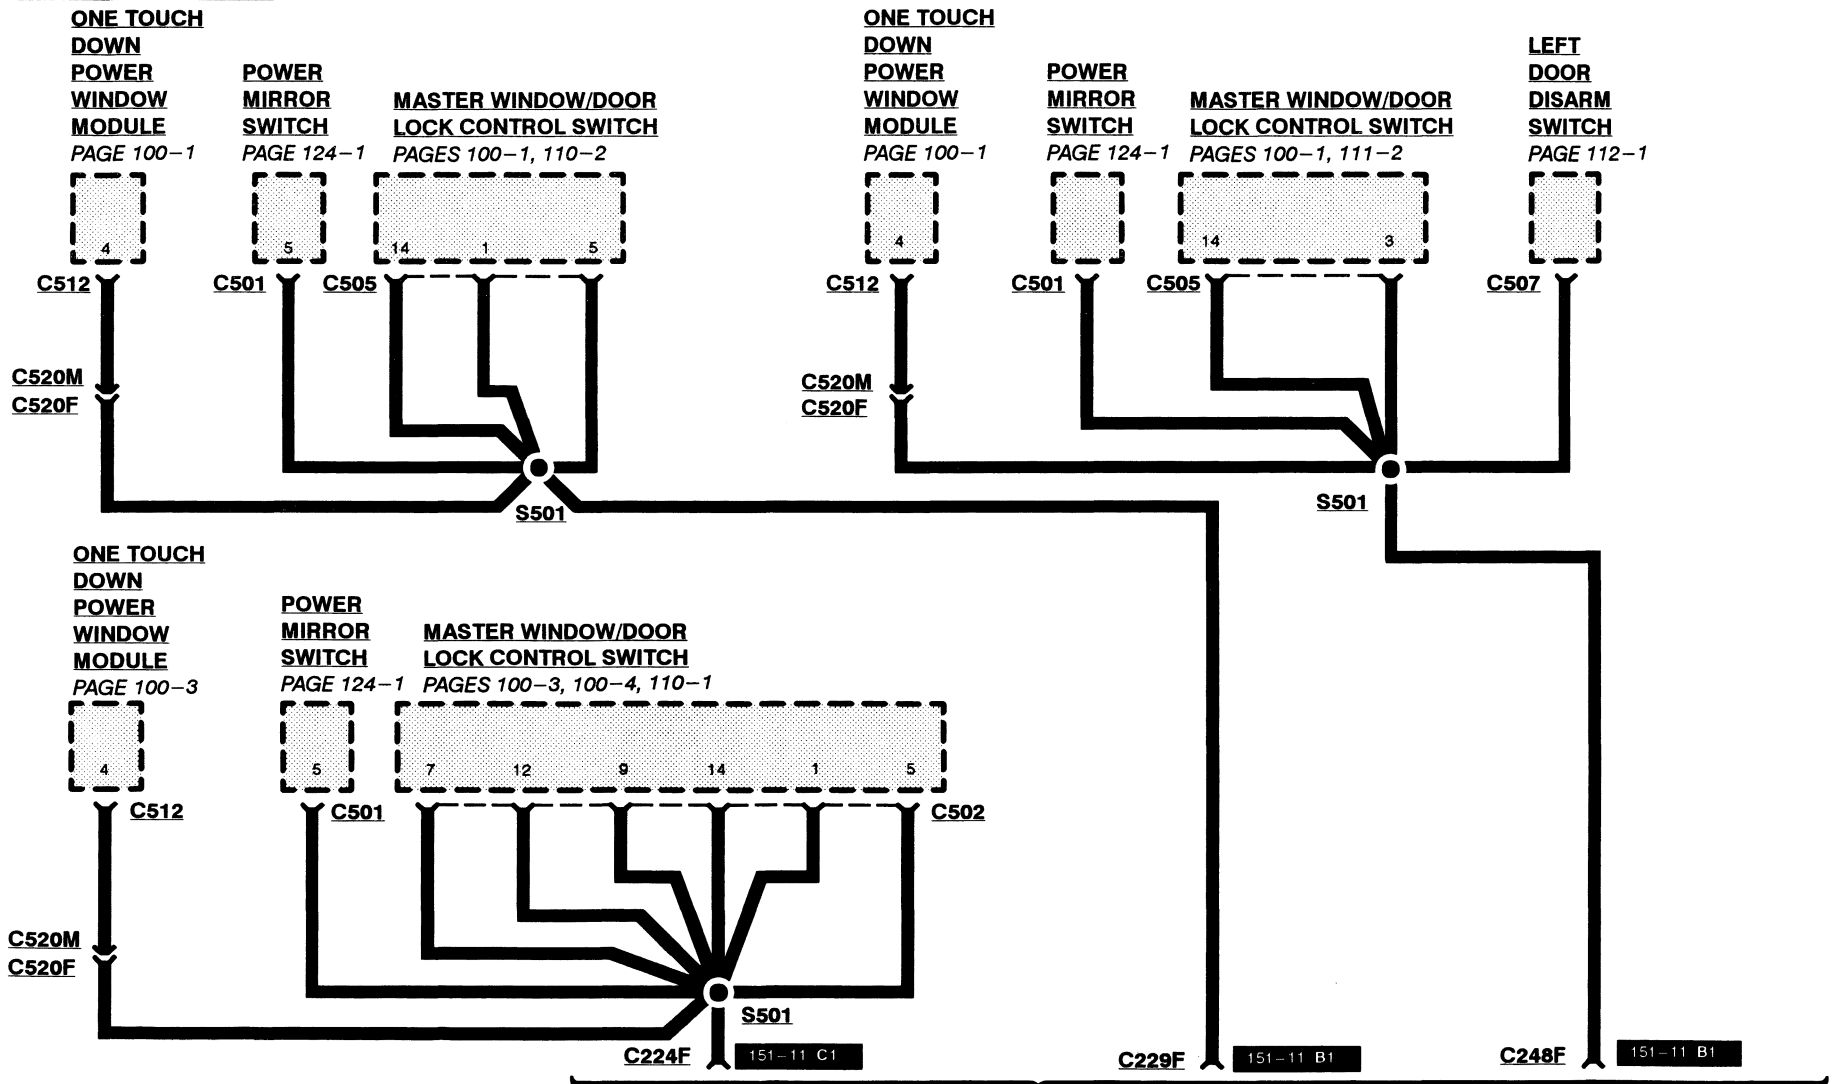 ONE TOUCH
DOWN
POWER
WINDOW
MODULE
PAGE 100-1
POWER
MIRROR
SWITCH
PAGE 124-1
MASTER WINDOW/DOOR
LOCK CONTROL SWITCH
PAGES 100-1, 110-2
4
5
14 1 5
C512
C501
C505
C520M
C520F
S501
ONE TOUCH
DOWN
POWER
WINDOW
MODULE
PAGE 100-1
POWER
MIRROR
SWITCH
PAGE 124-1
MASTER WINDOW/DOOR
LOCK CONTROL SWITCH
PAGES 100-1, 111-2
LEFT
DOOR
DISARM
SWITCH
PAGE 112-1
4
14 3
C512
C501
C505
C507
C520M
C520F
S501
ONE TOUCH
DOWN
POWER
WINDOW
MODULE
PAGE 100-3
POWER
MIRROR
SWITCH
PAGE 124-1
MASTER WINDOW/DOOR
LOCK CONTROL SWITCH
PAGES 100-3, 100-4, 110-1
4
5
7 12 9 14 1 5
C512
C501
C502
C520M
C520F
S501
C224F
151-11 C1
C229F
151-11 B1
C248F
151-11 B1